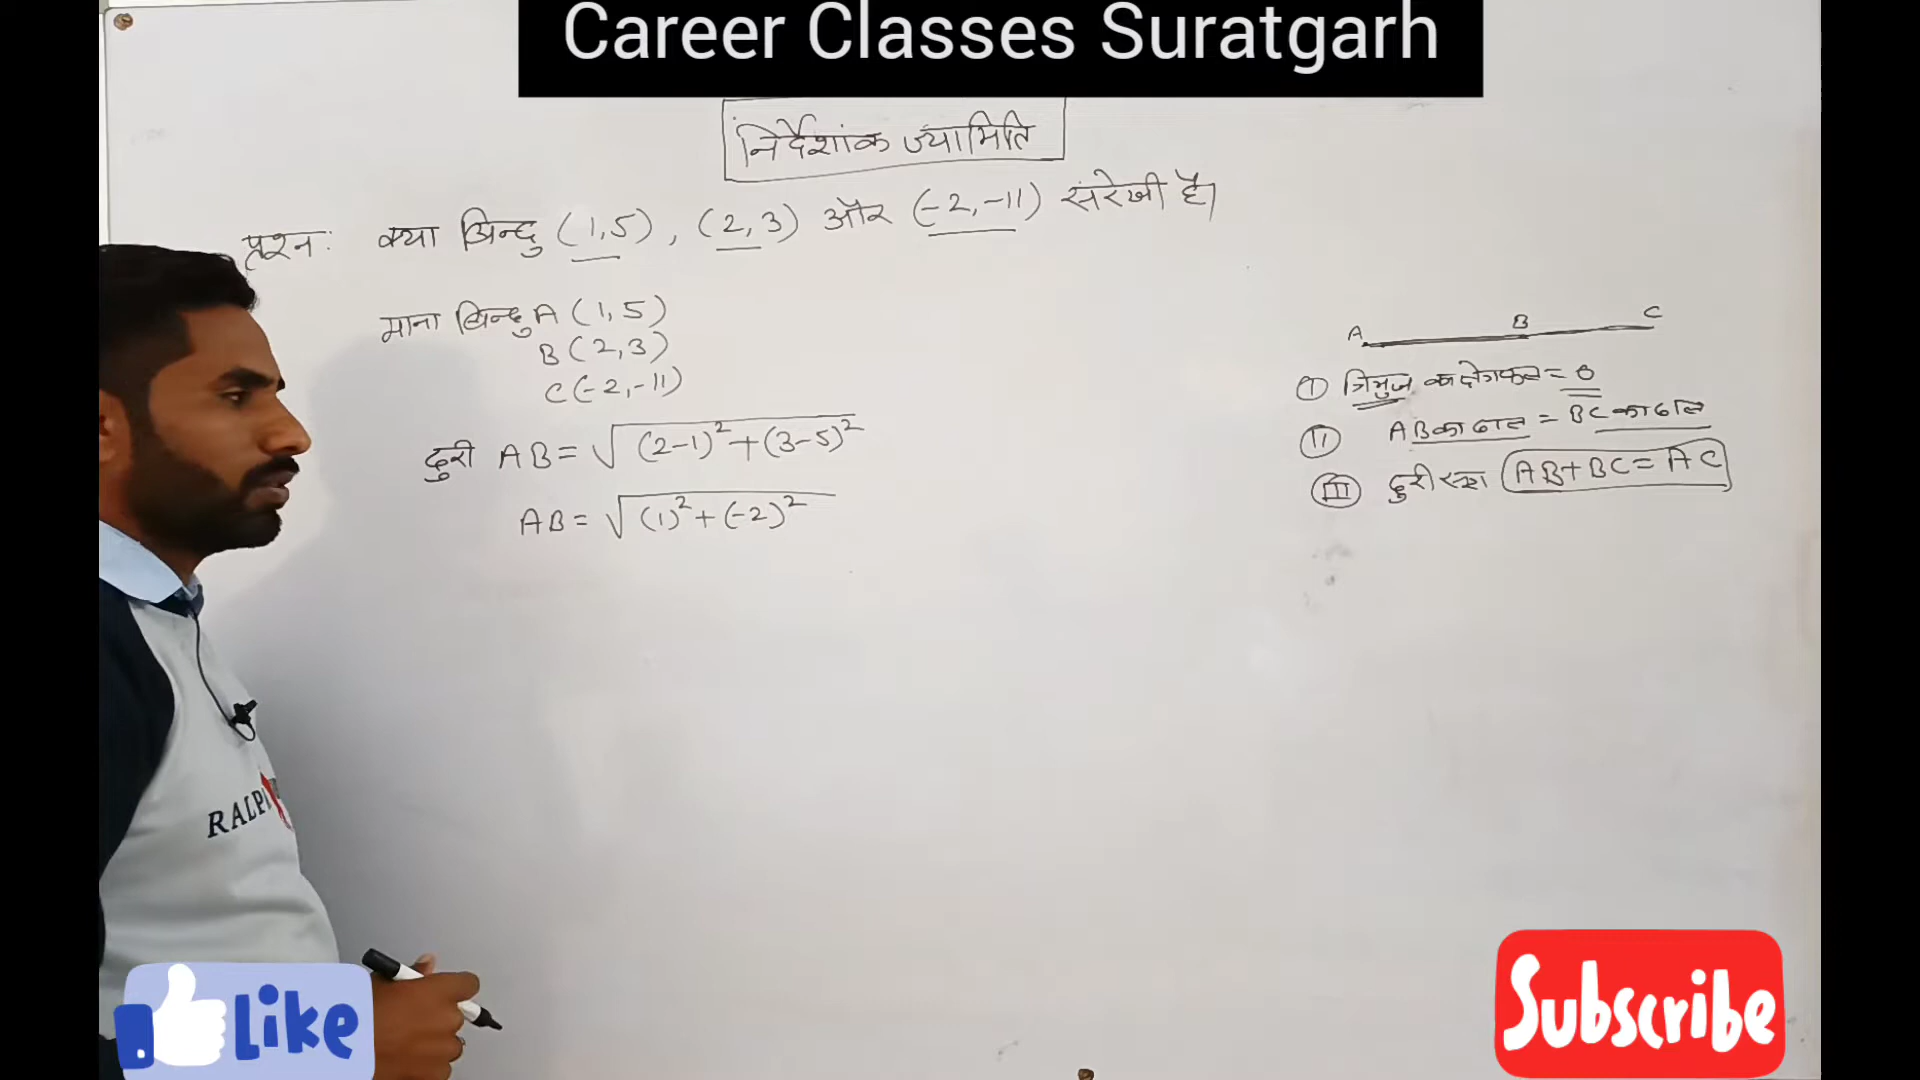 Career Classes Suratgarh
निर्देशांक ज्यामिति
प्रश्न: क्या बिन्दु (1,5), (2,3) और (-2,-11) संरेखी है।
माना बिन्दु A (1,5)
B (2,3)
C (-2,-11)
दुरी AB = √(2-1)² + (3-5)²
AB = √(1)² + (-2)²
A B C
I त्रिभुज का क्षेत्रफल = 0
II AB का ढाल = BC का ढाल
III दुरी सूत्र AB+BC = AC
RALP
Like
Subscribe